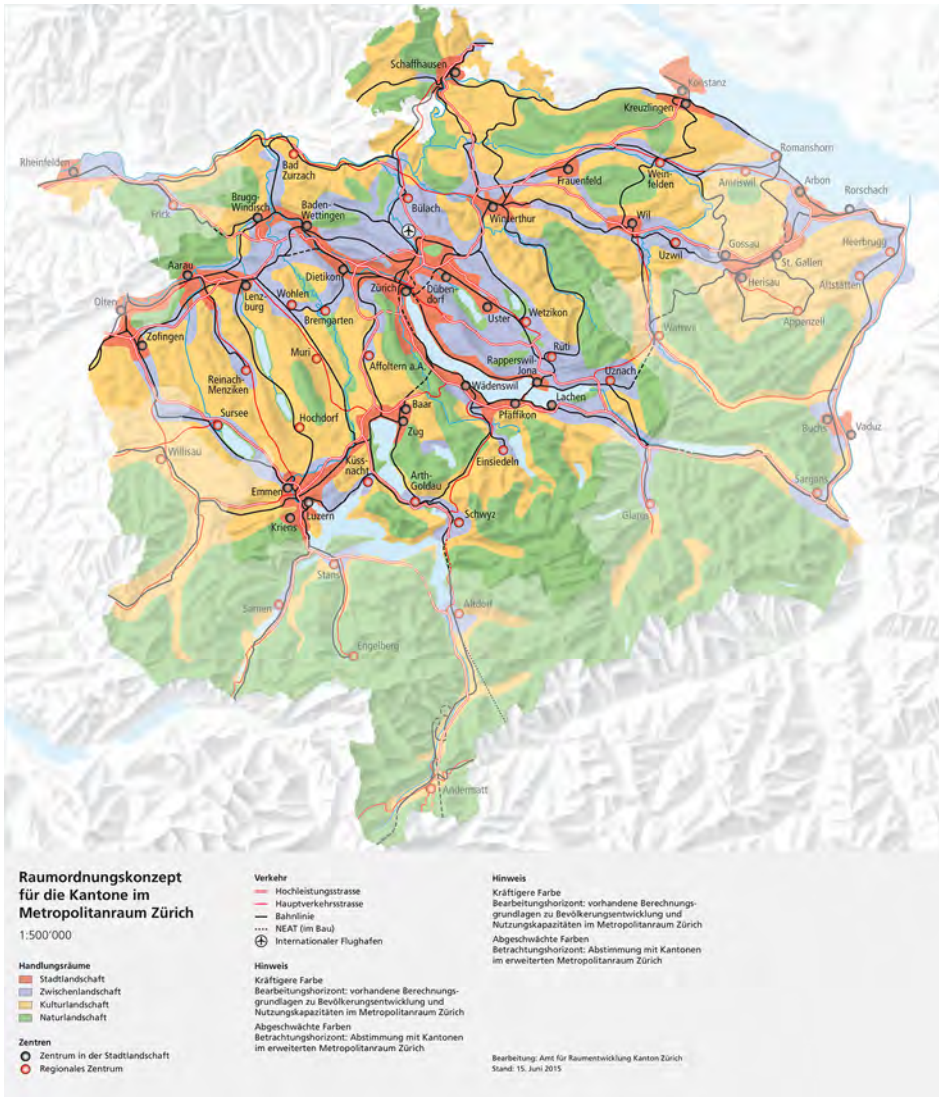 Schaffhausen
Konstanz
Kreuzlingen
Rheinfelden
Bad
Zurzach
Romanshorn
Frauenfeld
Wein-
felden
Amriswil
Arbon
Rorschach
Frick
Brugg-
Windisch
Baden-
Wettingen
Bülach
Winterthur
Wil
Uzwil
Gossau
St. Gallen
Heerbrugg
Herisau
Altstätten
Appenzell
Aarau
Lenz-
burg
Wohlen
Bremgarten
Dietikon
Zürich
Düben-
dorf
Uster
Wetzikon
Olten
Zofingen
Muri
Affoltern a.A.
Rapperswil-
Jona
Rüti
Wattwil
Uznach
Reinach-
Menziken
Wädenswil
Lachen
Pfäffikon
Sursee
Hochdorf
Baar
Zug
Einsiedeln
Buchs
Vaduz
Willisau
Küss-
nacht
Arth-
Goldau
Sargans
Emmen
Luzern
Kriens
Schwyz
Glarus
Stans
Sarnen
Altdorf
Engelberg
Andermatt
Raumordnungskonzept
für die Kantone im
Metropolitanraum Zürich
1:500'000
Handlungsräume
Stadtlandschaft
Zwischenlandschaft
Kulturlandschaft
Naturlandschaft
Zentren
Zentrum in der Stadtlandschaft
Regionales Zentrum
Verkehr
Hochleistungsstrasse
Hauptverkehrsstrasse
Bahnlinie
NEAT (im Bau)
Internationaler Flughafen
Hinweis
Kräftigere Farbe
Bearbeitungshorizont: vorhandene Berechnungs-
grundlagen zu Bevölkerungsentwicklung und
Nutzungskapazitäten im Metropolitanraum Zürich
Abgeschwächte Farben
Betrachtungshorizont: Abstimmung mit Kantonen
im erweiterten Metropolitanraum Zürich
Hinweis
Kräftigere Farbe
Bearbeitungshorizont: vorhandene Berechnungs-
grundlagen zu Bevölkerungsentwicklung und
Nutzungskapazitäten im Metropolitanraum Zürich
Abgeschwächte Farben
Betrachtungshorizont: Abstimmung mit Kantonen
im erweiterten Metropolitanraum Zürich
Bearbeitung: Amt für Raumentwicklung Kanton Zürich
Stand: 15. Juni 2015